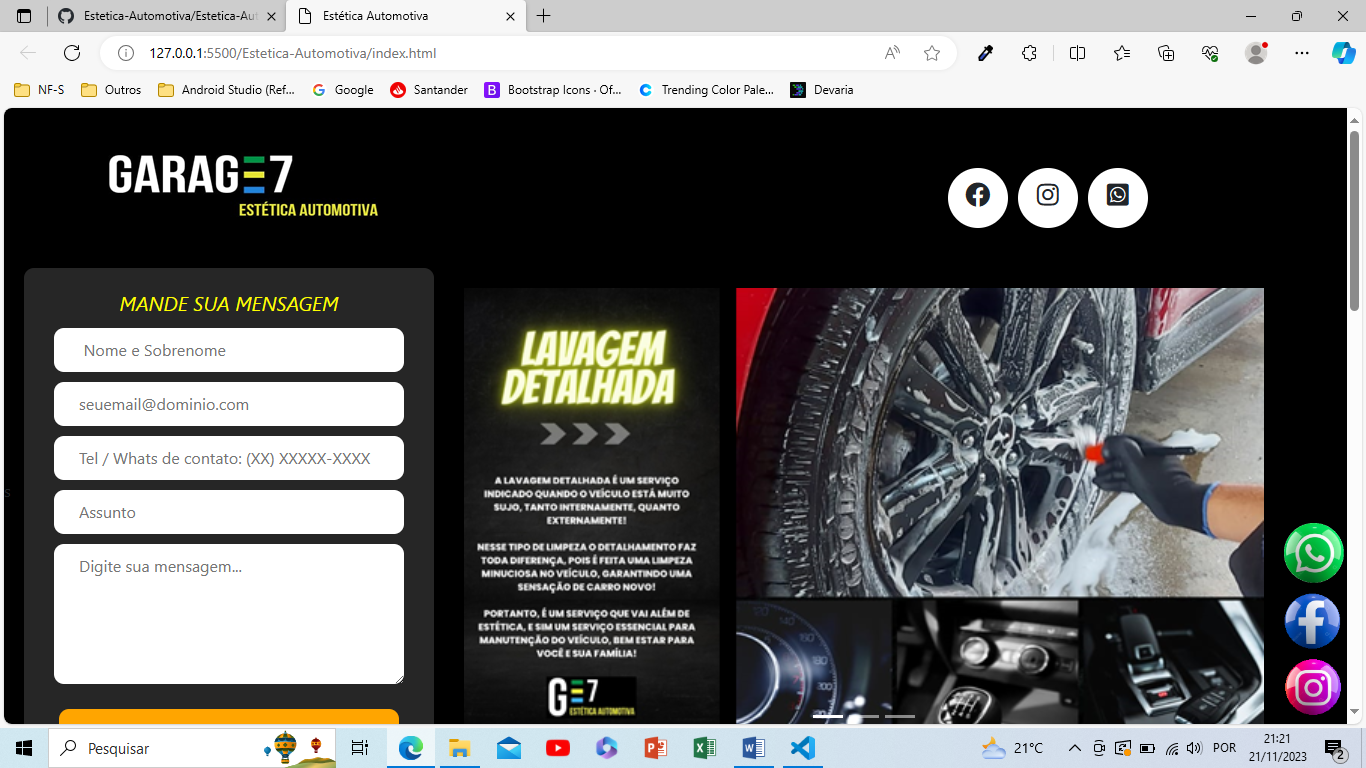 Estetica-Automotiva/Estetica-Aut
Estética Automotiva
127.0.0.1:5500/Estetica-Automotiva/index.html
NF-S
Outros
Android Studio (Ref...
Google
Santander
Bootstrap Icons · Of...
Trending Color Pale...
Devaria
GARAGE7
ESTÉTICA AUTOMOTIVA
MANDE SUA MENSAGEM
Nome e Sobrenome
seuemail@dominio.com
Tel / Whats de contato: (XX) XXXXX-XXXX
Assunto
Digite sua mensagem...
s
LAVAGEM
DETALHADA
A LAVAGEM DETALHADA É UM SERVIÇO
INDICADO QUANDO O VEÍCULO ESTÁ MUITO
SUJO, TANTO INTERNAMENTE, QUANTO
EXTERNAMENTE!
NESSE TIPO DE LIMPEZA O DETALHAMENTO FAZ
TODA DIFERENÇA, POIS É FEITA UMA LIMPEZA
MINUCIOSA NO VEÍCULO, GARANTINDO UMA
SENSAÇÃO DE CARRO NOVO!
PORTANTO, É UM SERVIÇO QUE VAI ALÉM DE
ESTÉTICA, E SIM UM SERVIÇO ESSENCIAL PARA
MANUTENÇÃO DO VEÍCULO, BEM ESTAR PARA
VOCÊ E SUA FAMÍLIA!
GE7
ESTÉTICA AUTOMOTIVA
120 140
160
180
200
Pesquisar
21°C
POR
21:21
21/11/2023
2